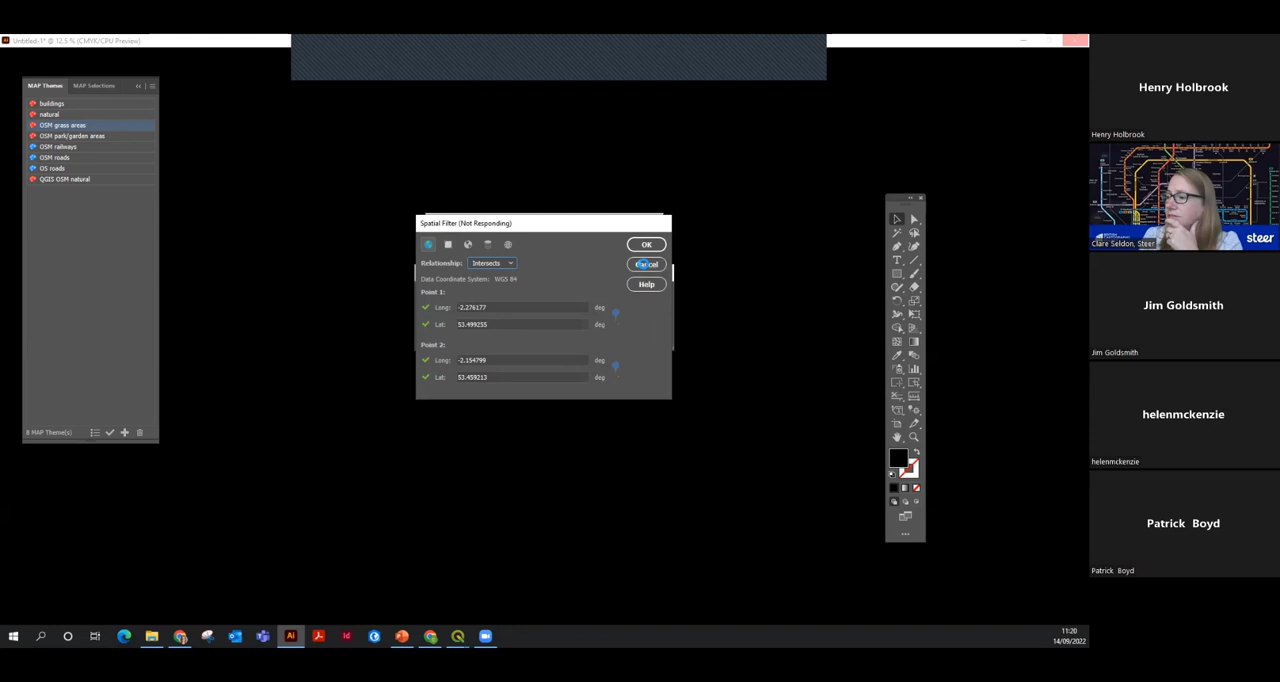 Untitled-1* @ 12.5 % (CMYK/CPU Preview)
MAP Themes
MAP Selections
buildings
natural
OSM grass areas
OSM park/garden areas
OSM railways
OSM roads
OS roads
QGIS OSM natural
8 MAP Theme(s)
Spatial Filter (Not Responding)
OK
Relationship:
Intersects
Cancel
Data Coordinate System:
WGS 84
Help
Point 1:
Long:
-2.276177
deg
Lat:
53.499255
deg
Point 2:
Long:
-2.154799
deg
Lat:
53.459213
deg
Henry Holbrook
Henry Holbrook
steer
Clare Seldon, Steer
Jim Goldsmith
Jim Goldsmith
helenmckenzie
helenmckenzie
Patrick Boyd
Patrick Boyd
11:20
14/09/2022